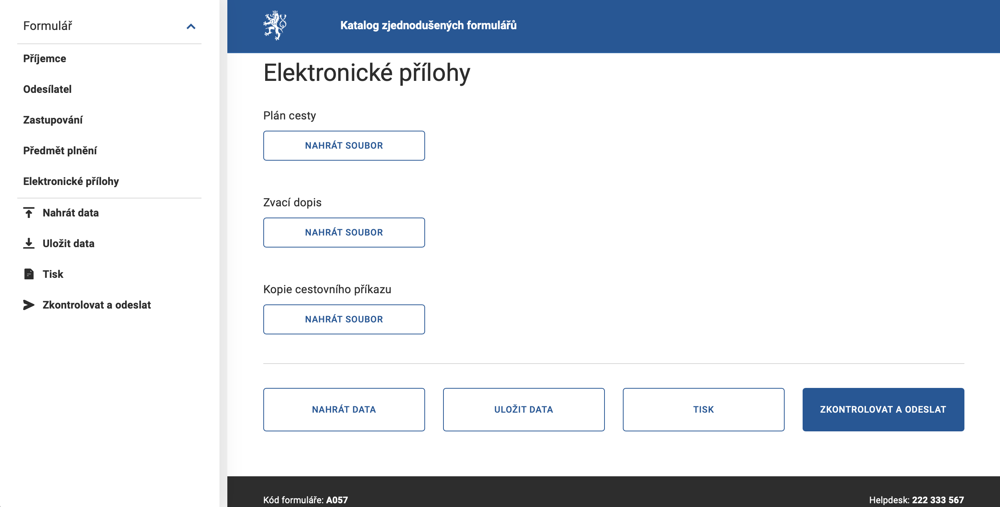 Formulář
Příjemce
Odesílatel
Zastupování
Předmět plnění
Elektronické přílohy
Nahrát data
Uložit data
Tisk
Zkontrolovat a odeslat
Katalog zjednodušených formulářů
Elektronické přílohy
Plán cesty
NAHRÁT SOUBOR
Zvací dopis
NAHRÁT SOUBOR
Kopie cestovního příkazu
NAHRÁT SOUBOR
NAHRÁT DATA
ULOŽIT DATA
TISK
ZKONTROLOVAT A ODESLAT
Kód formuláře: A057
Helpdesk: 222 333 567